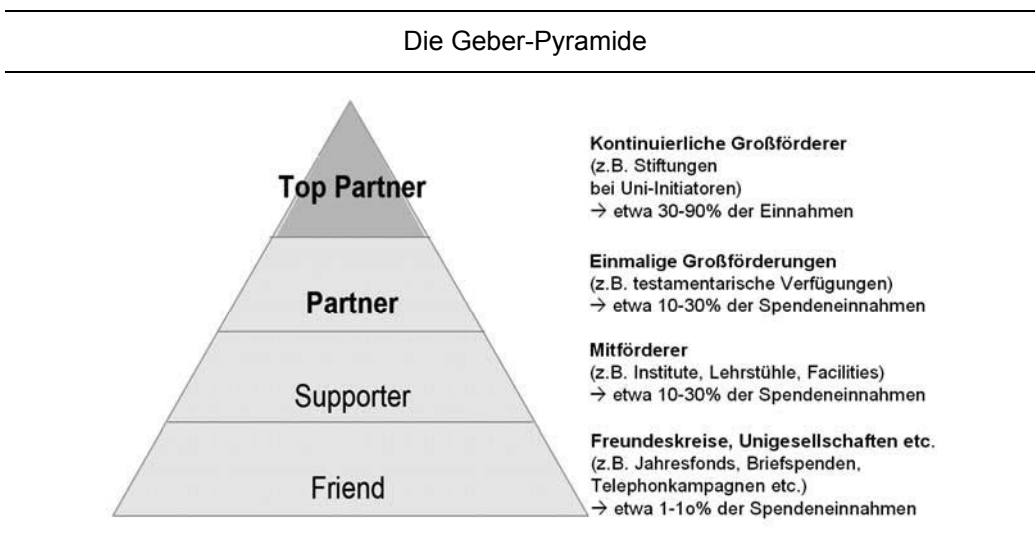 Die Geber-Pyramide
Top Partner
Kontinuierliche Großförderer
(z.B. Stiftungen
bei Uni-Initiatoren)
→ etwa 30-90% der Einnahmen
Partner
Einmalige Großförderungen
(z.B. testamentarische Verfügungen)
→ etwa 10-30% der Spendeneinnahmen
Supporter
Mitförderer
(z.B. Institute, Lehrstühle, Facilities)
→ etwa 10-30% der Spendeneinnahmen
Friend
Freundeskreise, Unigesellschaften etc.
(z.B. Jahresfonds, Briefspenden,
Telephonkampagnen etc.)
→ etwa 1-1o% der Spendeneinnahmen